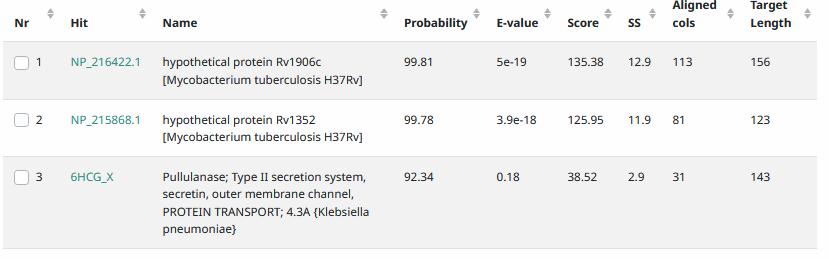 Nr Hit Name Probability E-value Score SS Aligned cols Target Length
1 NP_216422.1 hypothetical protein Rv1906c 99.81 5e-19 135.38 12.9 113 156
[Mycobacterium tuberculosis H37Rv]
2 NP_215868.1 hypothetical protein Rv1352 99.78 3.9e-18 125.95 11.9 81 123
[Mycobacterium tuberculosis H37Rv]
3 6HCG_X Pullulanase; Type II secretion system, 92.34 0.18 38.52 2.9 31 143
secretin, outer membrane channel,
PROTEIN TRANSPORT; 4.3A {Klebsiella
pneumoniae}